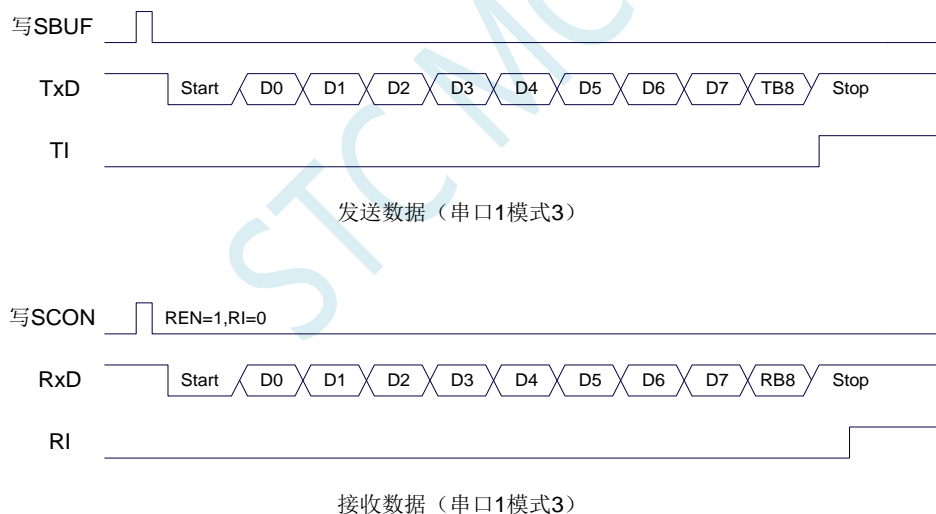 写SBUF
TxD Start D0 D1 D2 D3 D4 D5 D6 D7 TB8 Stop
TI
发送数据（串口1模式3）
写SCON REN=1,RI=0
RxD Start D0 D1 D2 D3 D4 D5 D6 D7 RB8 Stop
RI
接收数据（串口1模式3）
STC MC